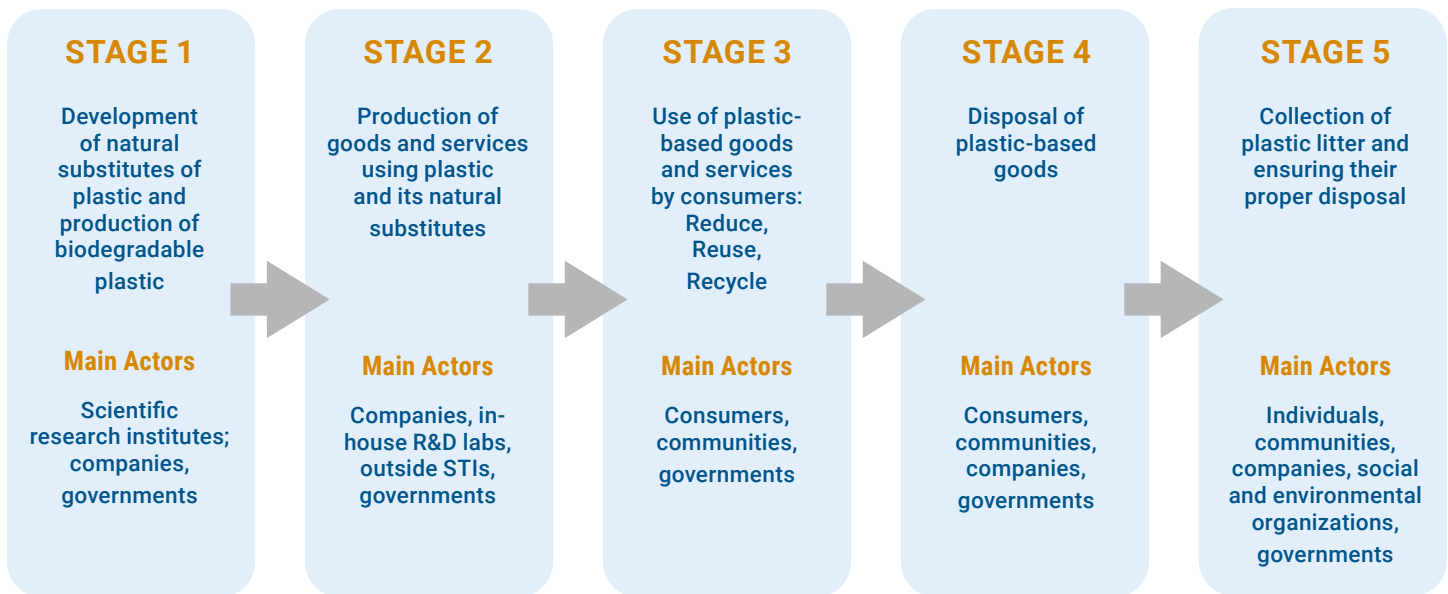 STAGE 1
Development
of natural
substitutes of
plastic and
production of
biodegradable
plastic
Main Actors
Scientific
research institutes;
companies,
governments
STAGE 2
Production of
goods and services
using plastic
and its natural
substitutes
Main Actors
Companies, in-
house R&D labs,
outside STIs,
governments
STAGE 3
Use of plastic-
based goods
and services
by consumers:
Reduce,
Reuse,
Recycle
Main Actors
Consumers,
communities,
governments
STAGE 4
Disposal of
plastic-based
goods
Main Actors
Consumers,
communities,
companies,
governments
STAGE 5
Collection of
plastic litter and
ensuring their
proper disposal
Main Actors
Individuals,
communities,
companies, social
and environmental
organizations,
governments